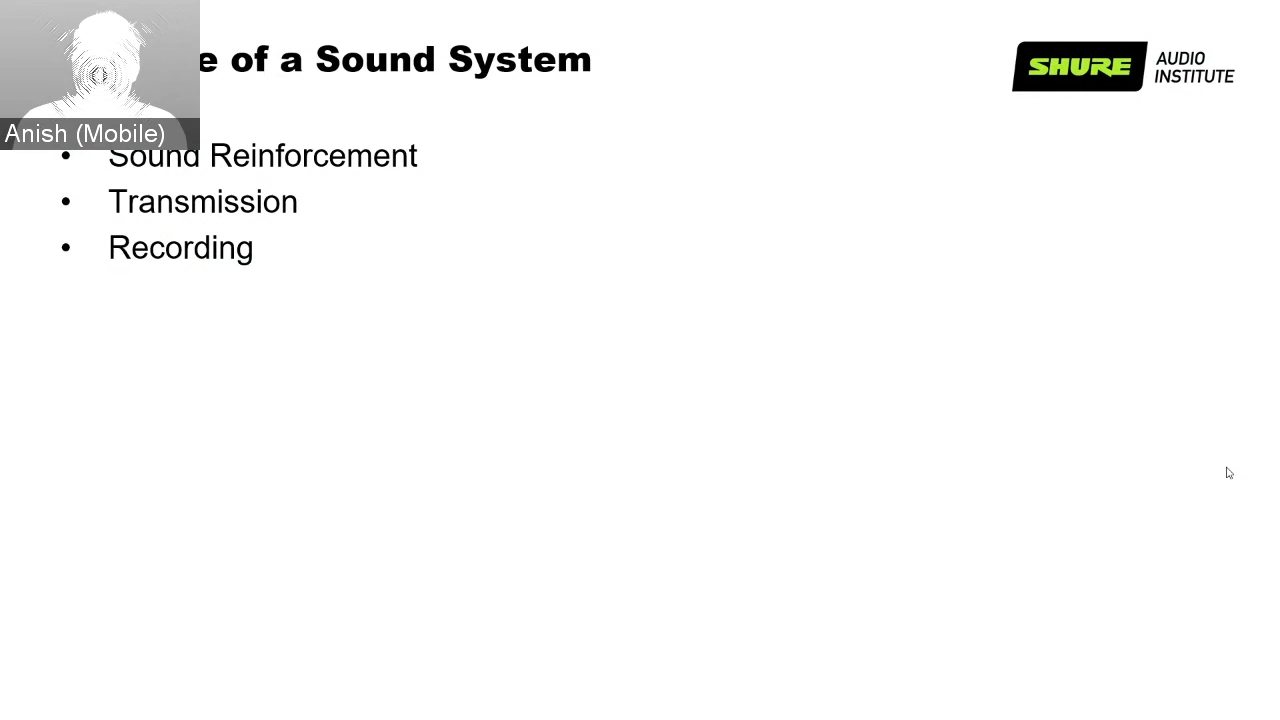 e of a Sound System
SHURE AUDIO INSTITUTE
Anish (Mobile)
• Sound Reinforcement
• Transmission
• Recording